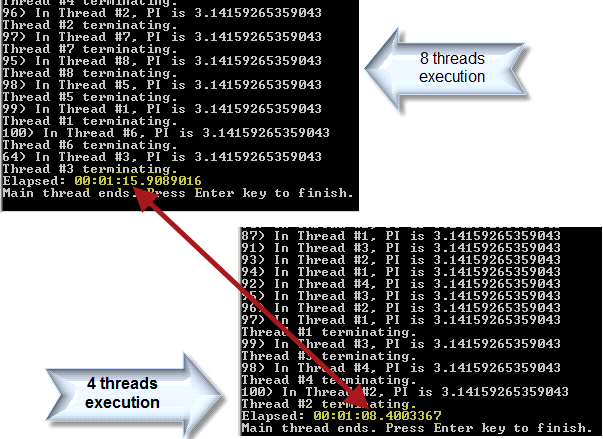 Thread #4 terminating.
96) In Thread #2, PI is 3.14159265359043
Thread #2 terminating.
97) In Thread #7, PI is 3.14159265359043
Thread #7 terminating.
95) In Thread #8, PI is 3.14159265359043
Thread #8 terminating.
98) In Thread #5, PI is 3.14159265359043
Thread #5 terminating.
99) In Thread #1, PI is 3.14159265359043
Thread #1 terminating.
100) In Thread #6, PI is 3.14159265359043
Thread #6 terminating.
64) In Thread #3, PI is 3.14159265359043
Thread #3 terminating.
Elapsed: 00:01:15.9089016
Main thread ends. Press Enter key to finish.
8 threads
execution
87) In Thread #1, PI is 3.14159265359043
91) In Thread #3, PI is 3.14159265359043
93) In Thread #2, PI is 3.14159265359043
94) In Thread #1, PI is 3.14159265359043
92) In Thread #4, PI is 3.14159265359043
95) In Thread #3, PI is 3.14159265359043
96) In Thread #2, PI is 3.14159265359043
97) In Thread #1, PI is 3.14159265359043
Thread #1 terminating.
99) In Thread #3, PI is 3.14159265359043
Thread #3 terminating.
98) In Thread #4, PI is 3.14159265359043
Thread #4 terminating.
100) In Thread #2, PI is 3.14159265359043
Thread #2 terminating.
Elapsed: 00:01:08.4003367
Main thread ends. Press Enter key to finish.
4 threads
execution